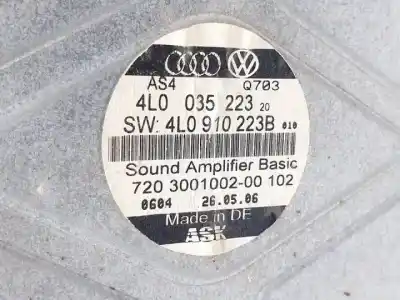 AS4 Q703
4L0 035 223 20
SW: 4L0 910 223B 010
Sound Amplifier Basic
720 3001002-00 102
0604 26.05.06
Made in DE
ASK